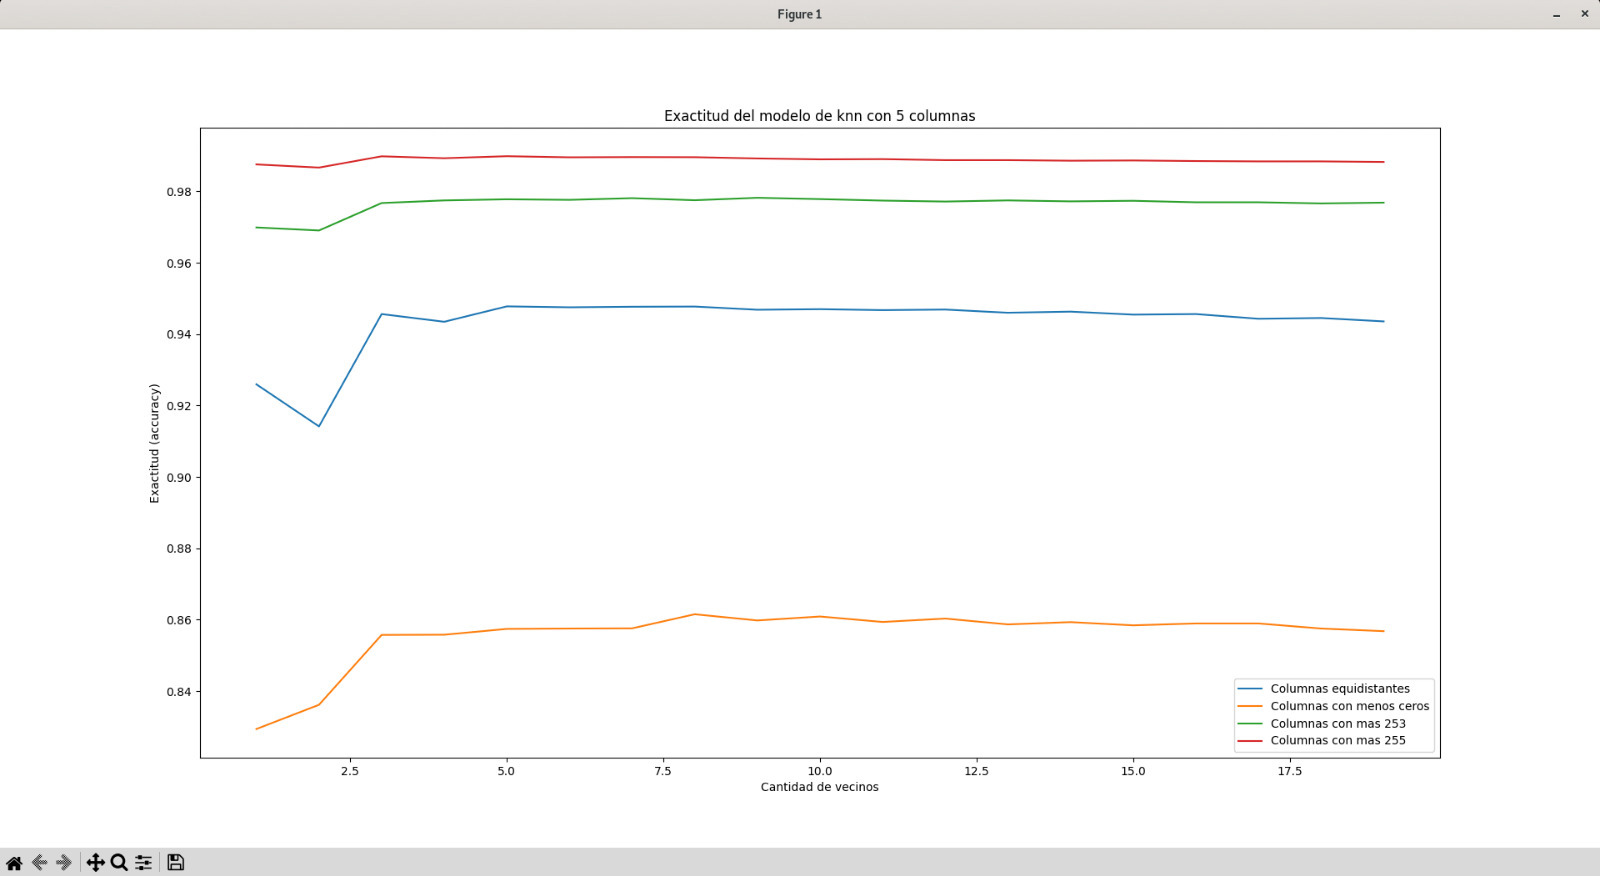 Figure 1
Exactitud del modelo de knn con 5 columnas
Exactitud (accuracy)
0.98
0.96
0.94
0.92
0.90
0.88
0.86
0.84
2.5 5.0 7.5 10.0 12.5 15.0 17.5
Cantidad de vecinos
Columnas equidistantes
Columnas con menos ceros
Columnas con mas 253
Columnas con mas 255